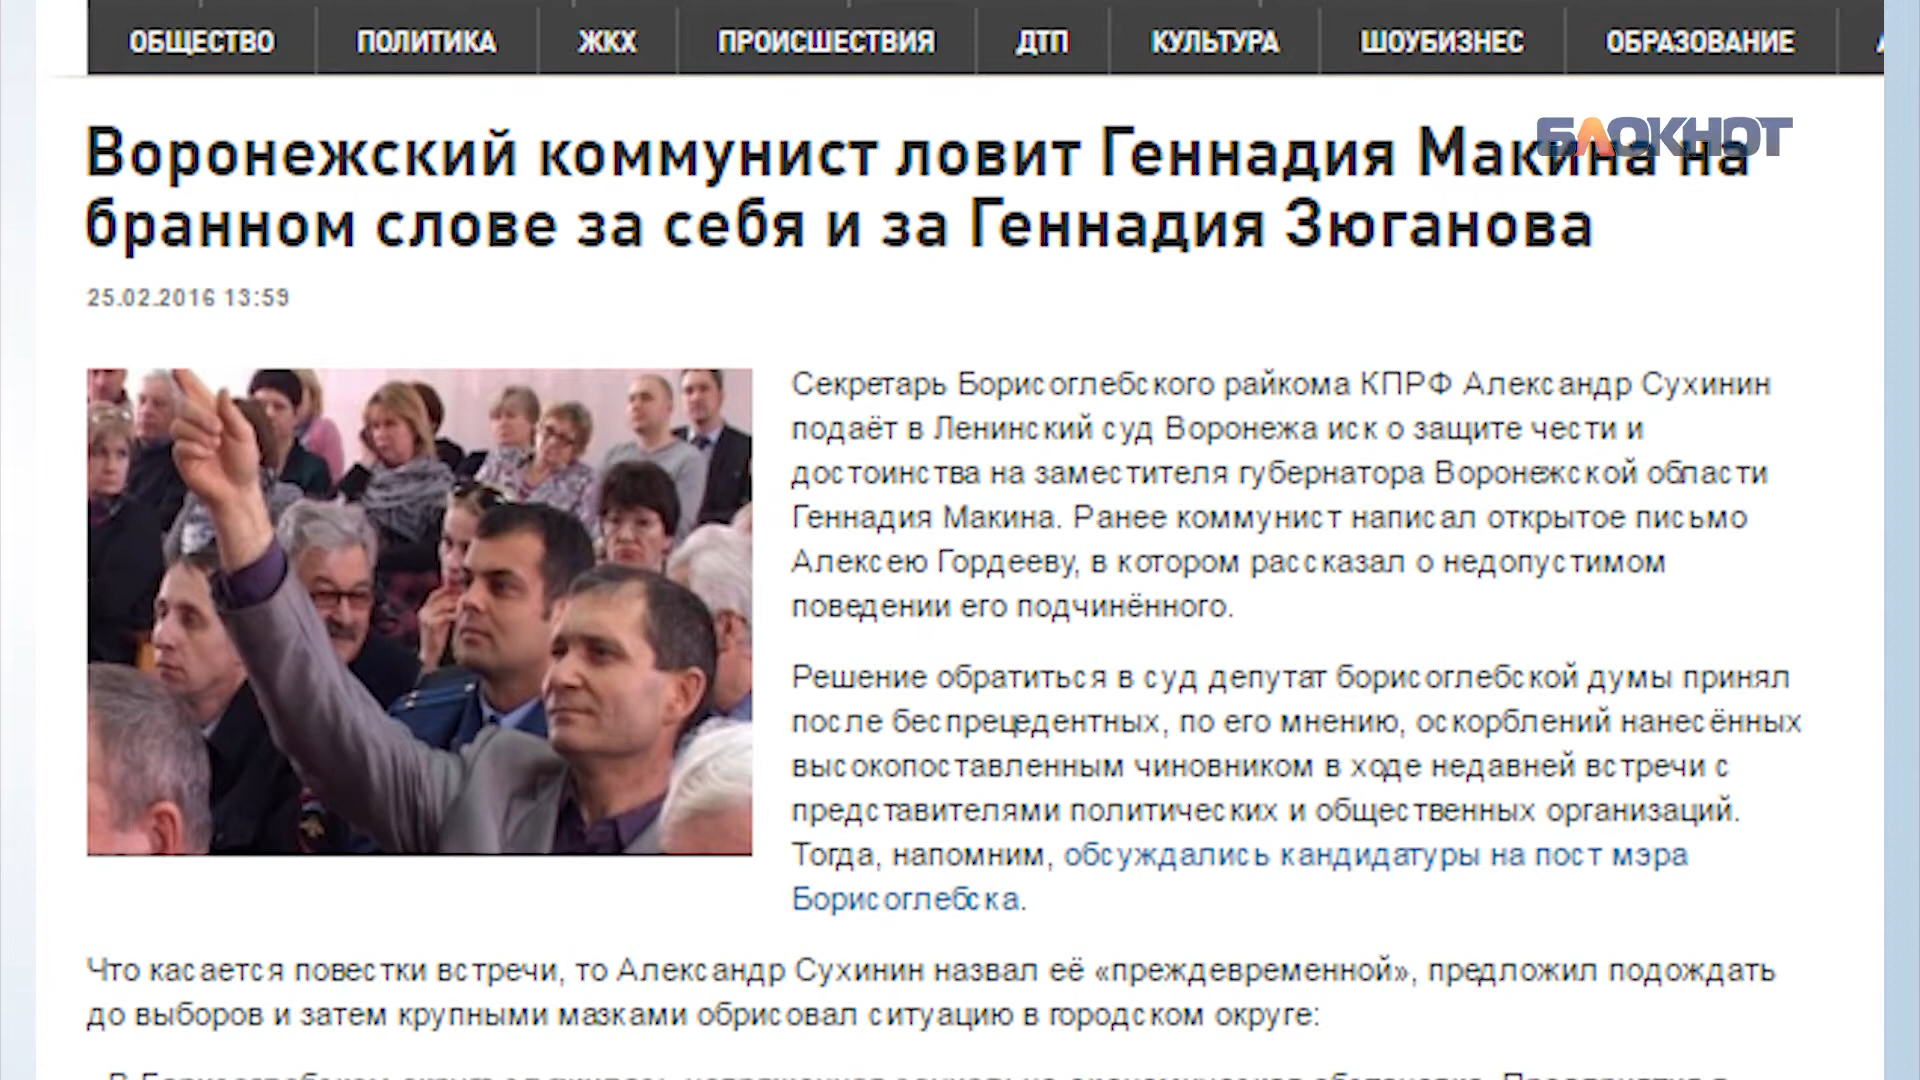 ОБЩЕСТВО ПОЛИТИКА ЖКХ ПРОИСШЕСТВИЯ ДТП КУЛЬТУРА ШОУБИЗНЕС ОБРАЗОВАНИЕ
БЛОКНОТ
Воронежский коммунист ловит Геннадия Макина на
бранном слове за себя и за Геннадия Зюганова
25.02.2016 13:59
Секретарь Борисоглебского райкома КПРФ Александр Сухинин
подаёт в Ленинский суд Воронежа иск о защите чести и
достоинства на заместителя губернатора Воронежской области
Геннадия Макина. Ранее коммунист написал открытое письмо
Алексею Гордееву, в котором рассказал о недопустимом
поведении его подчинённого.
Решение обратиться в суд депутат борисоглебской думы принял
после беспрецедентных, по его мнению, оскорблений нанесённых
высокопоставленным чиновником в ходе недавней встречи с
представителями политических и общественных организаций.
Тогда, напомним, обсуждались кандидатуры на пост мэра
Борисоглебска.
Что касается повестки встречи, то Александр Сухинин назвал её «преждевременной», предложил подождать
до выборов и затем крупными мазками обрисовал ситуацию в городском округе: